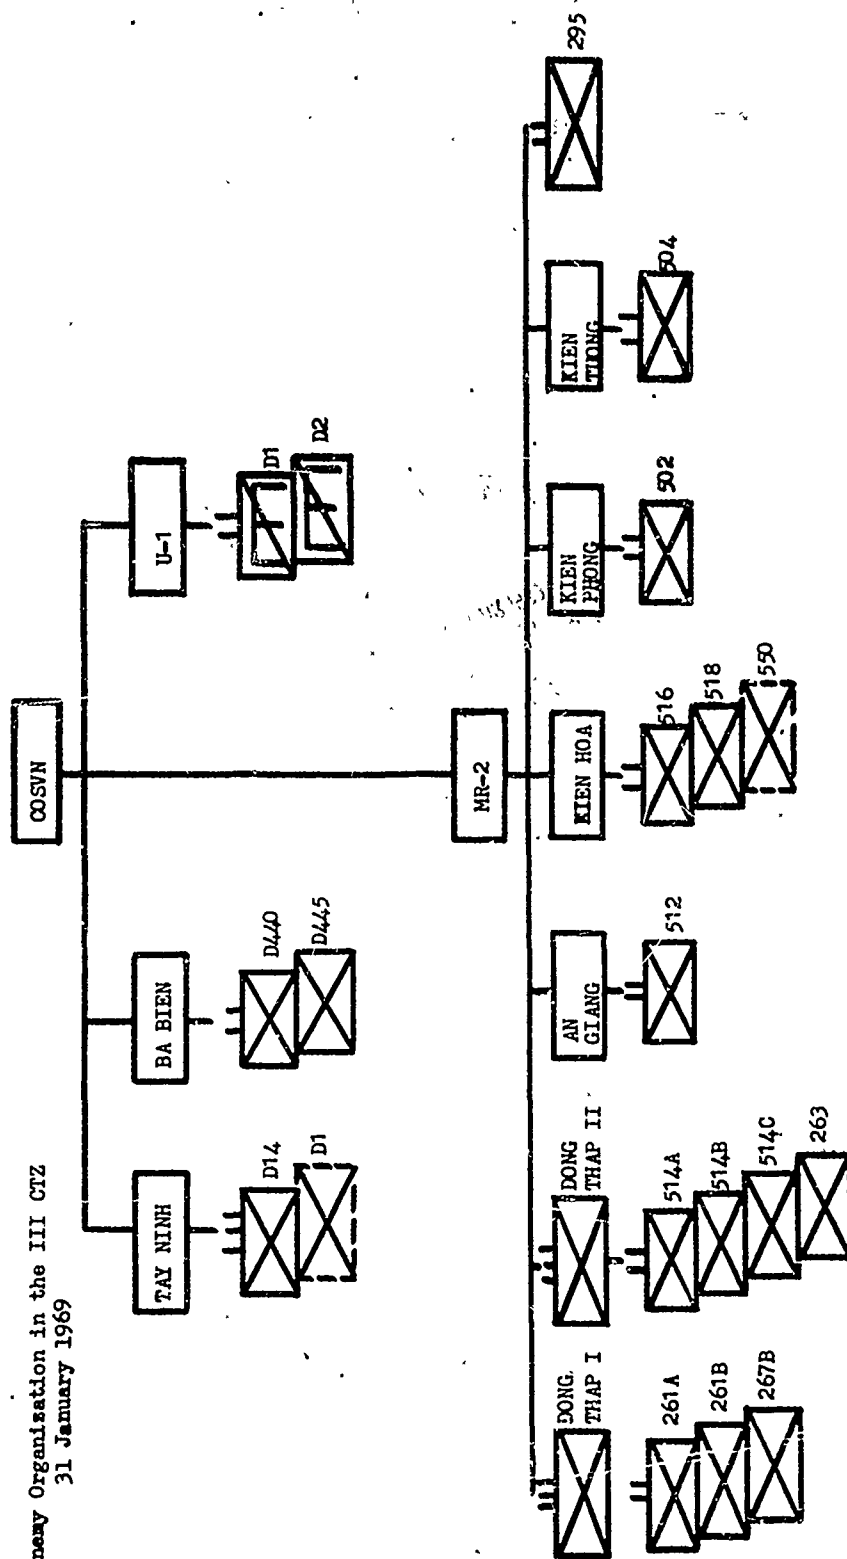 nemy Organization in the III CTZ
31 January 1969
COSVN
TAY NINH
D14
D1
BA BIEN
D440
D445
U-1
D1
D2
MR-2
DONG
THAP I
261A
261B
267B
DONG
THAP II
514A
514B
514C
263
AN
GIANG
512
KIEN HOA
516
518
550
KIEN
PHONG
502
KIEN
TUONG
504
295